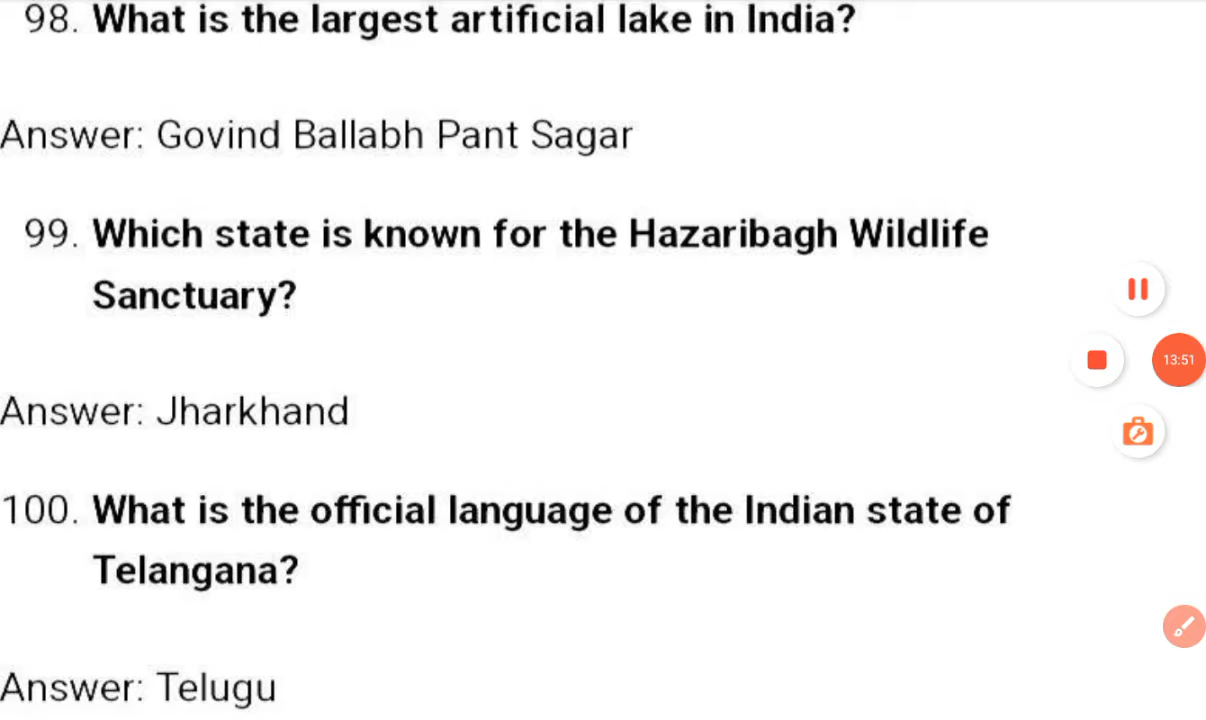 98. What is the largest artificial lake in India?
Answer: Govind Ballabh Pant Sagar
99. Which state is known for the Hazaribagh Wildlife
Sanctuary?
Answer: Jharkhand
100. What is the official language of the Indian state of
Telangana?
Answer: Telugu
13:51